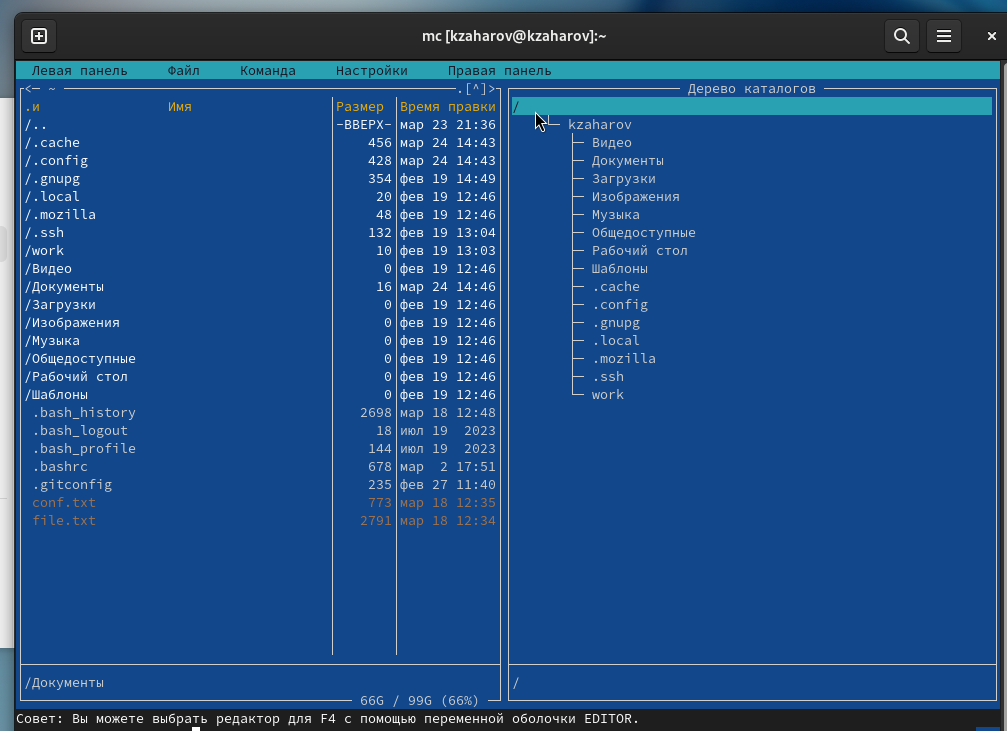 mc [kzaharov@kzaharov]:~
Левая панель Файл Команда Настройки Правая панель
<─ ~ .[^]> Дерево каталогов
.и Имя Размер Время правки
/.. -ВВЕРХ- мар 23 21:36
/.cache 456 мар 24 14:43
/.config 428 мар 24 14:43
/.gnupg 354 фев 19 14:49
/.local 20 фев 19 12:46
/.mozilla 48 фев 19 12:46
/.ssh 132 фев 19 13:04
/work 10 фев 19 13:03
/Видео 0 фев 19 12:46
/Документы 16 мар 24 14:46
/Загрузки 0 фев 19 12:46
/Изображения 0 фев 19 12:46
/Музыка 0 фев 19 12:46
/Общедоступные 0 фев 19 12:46
/Рабочий стол 0 фев 19 12:46
/Шаблоны 0 фев 19 12:46
.bash_history 2698 мар 18 12:48
.bash_logout 18 июл 19 2023
.bash_profile 144 июл 19 2023
.bashrc 678 мар 2 17:51
.gitconfig 235 фев 27 11:40
conf.txt 773 мар 18 12:35
file.txt 2791 мар 18 12:34
/Документы
66G / 99G (66%)
/
kzaharov
Видео
Документы
Загрузки
Изображения
Музыка
Общедоступные
Рабочий стол
Шаблоны
.cache
.config
.gnupg
.local
.mozilla
.ssh
work
/
Совет: Вы можете выбрать редактор для F4 с помощью переменной оболочки EDITOR.